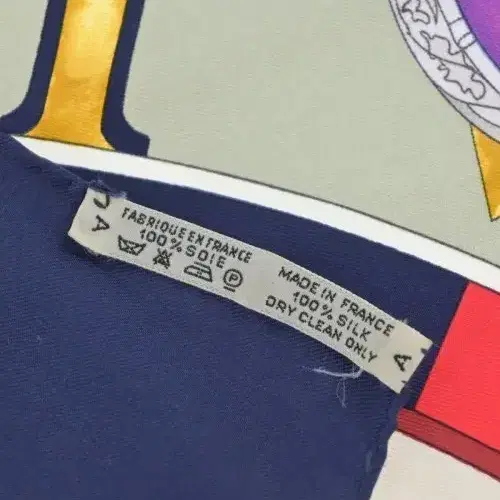 A
FABRIQUE EN FRANCE
100% SOIE
P
MADE IN FRANCE
100% SILK
DRY CLEAN ONLY
A